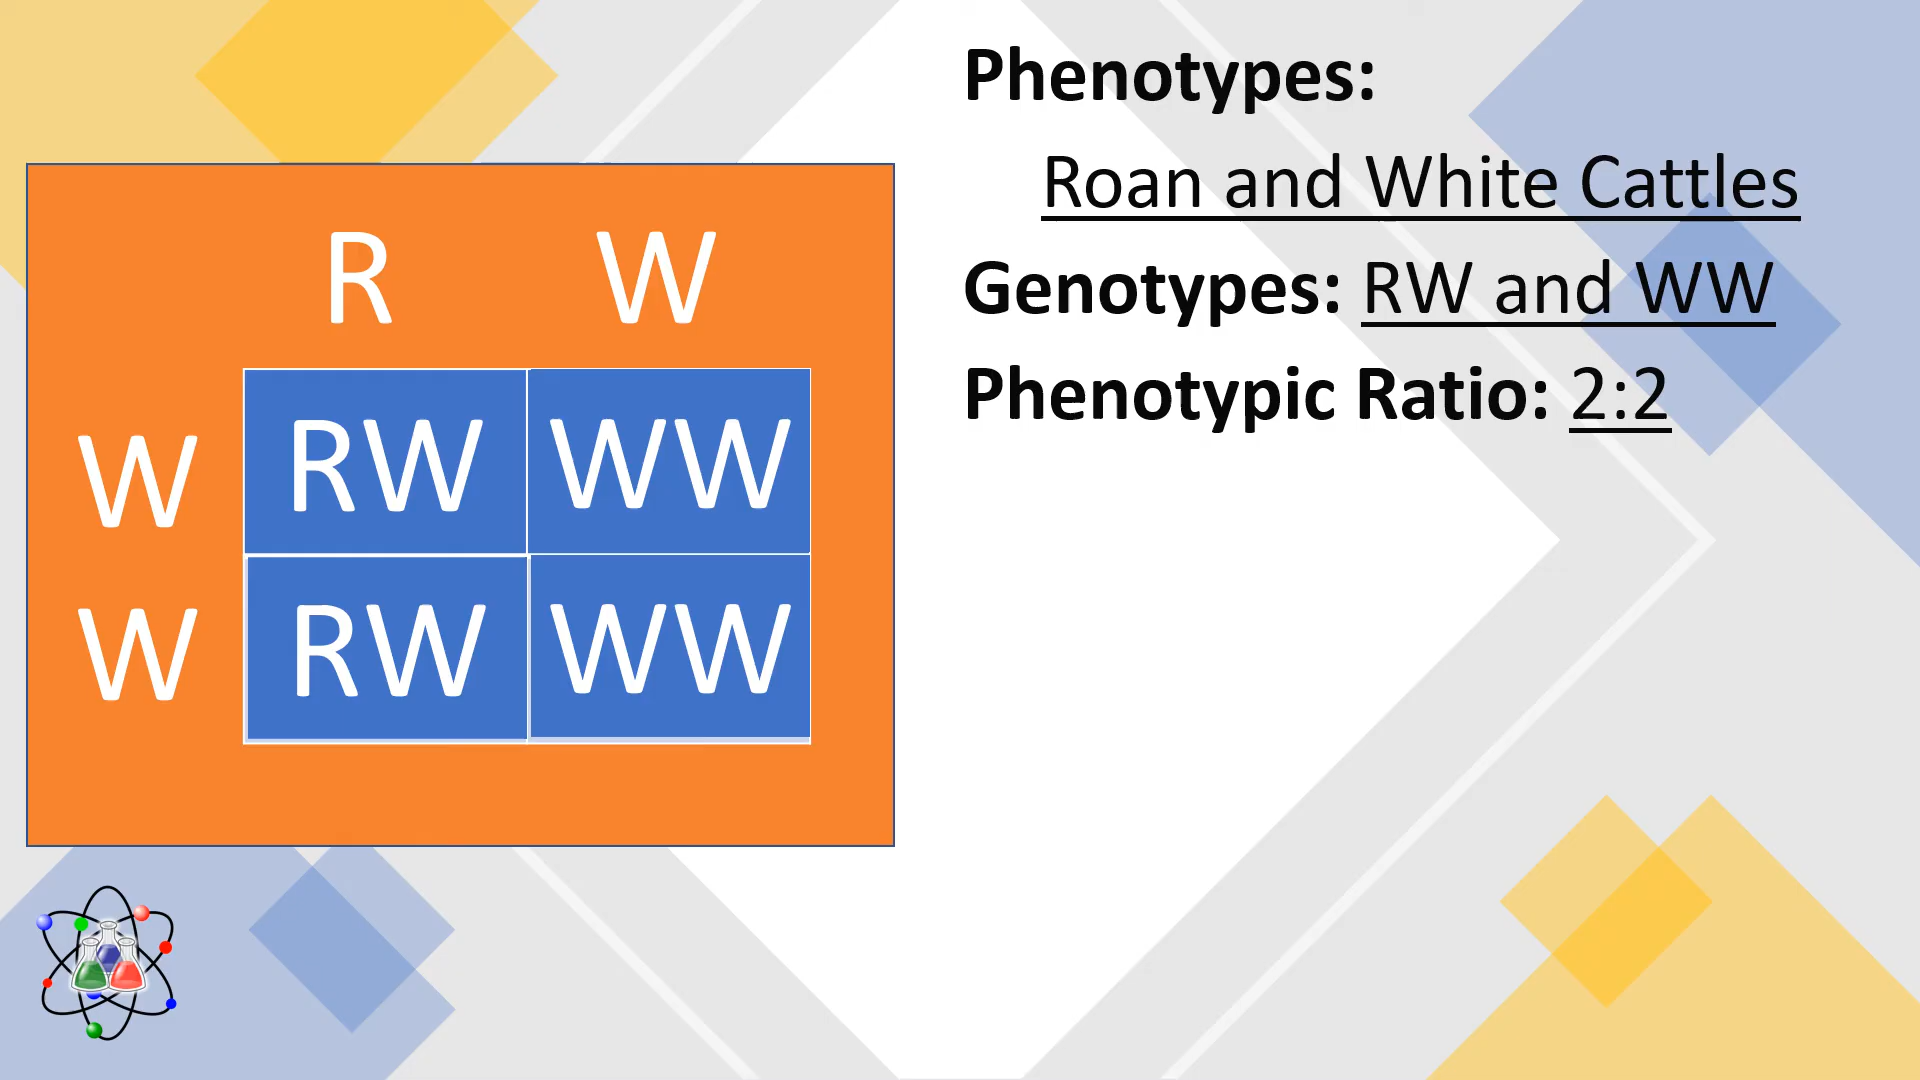 R W
W RW WW
W RW WW
Phenotypes:
Roan and White Cattles
Genotypes: RW and WW
Phenotypic Ratio: 2:2